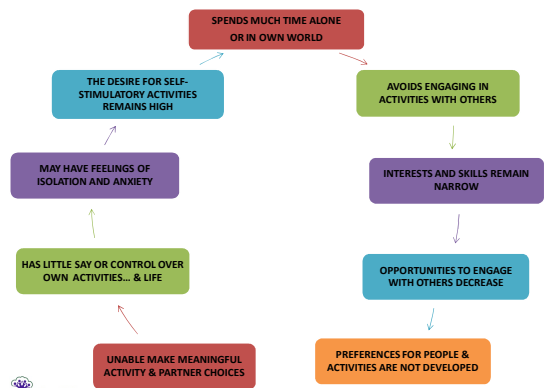 SPENDS MUCH TIME ALONE
OR IN OWN WORLD
AVOIDS ENGAGING IN
ACTIVITIES WITH OTHERS
INTERESTS AND SKILLS REMAIN
NARROW
OPPORTUNITIES TO ENGAGE
WITH OTHERS DECREASE
PREFERENCES FOR PEOPLE &
ACTIVITIES ARE NOT DEVELOPED
UNABLE MAKE MEANINGFUL
ACTIVITY & PARTNER CHOICES
HAS LITTLE SAY OR CONTROL OVER
OWN ACTIVITIES... & LIFE
MAY HAVE FEELINGS OF
ISOLATION AND ANXIETY
THE DESIRE FOR SELF-
STIMULATORY ACTIVITIES
REMAINS HIGH